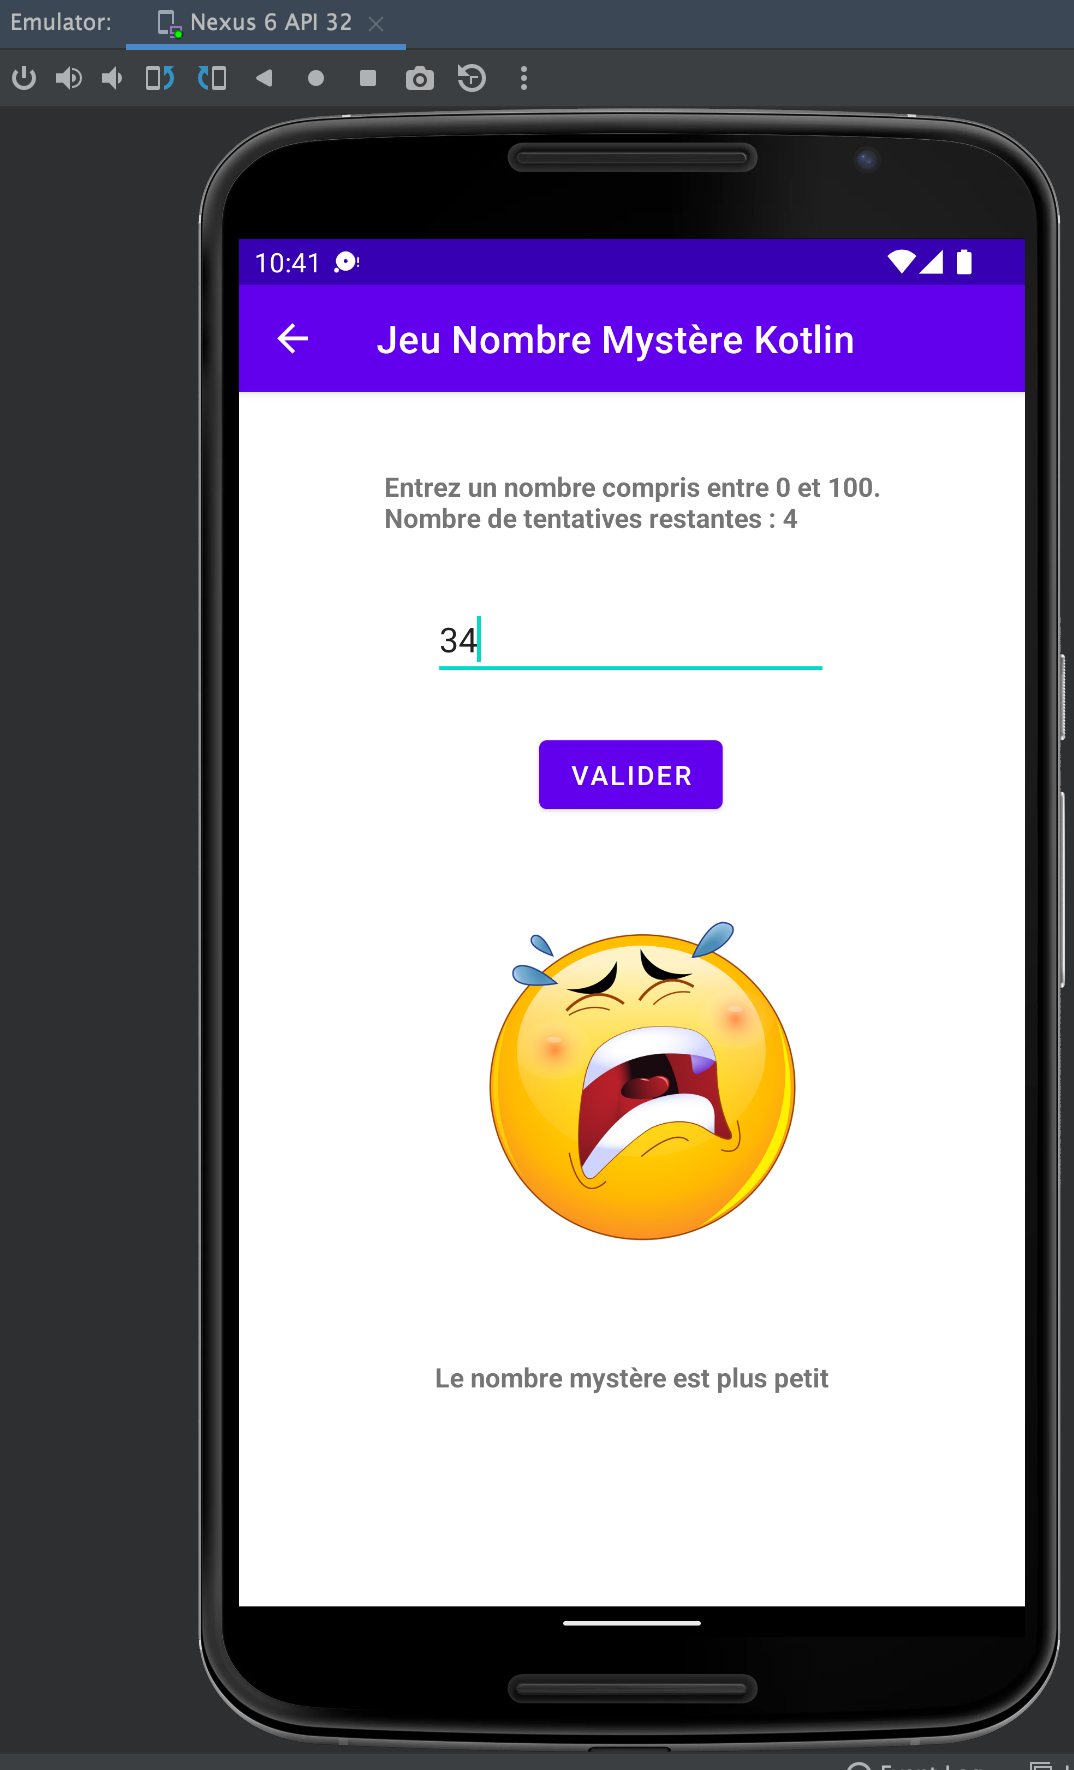 Emulator:
Nexus 6 API 32
10:41
Jeu Nombre Mystère Kotlin
Entrez un nombre compris entre 0 et 100.
Nombre de tentatives restantes : 4
34
VALIDER
Le nombre mystère est plus petit